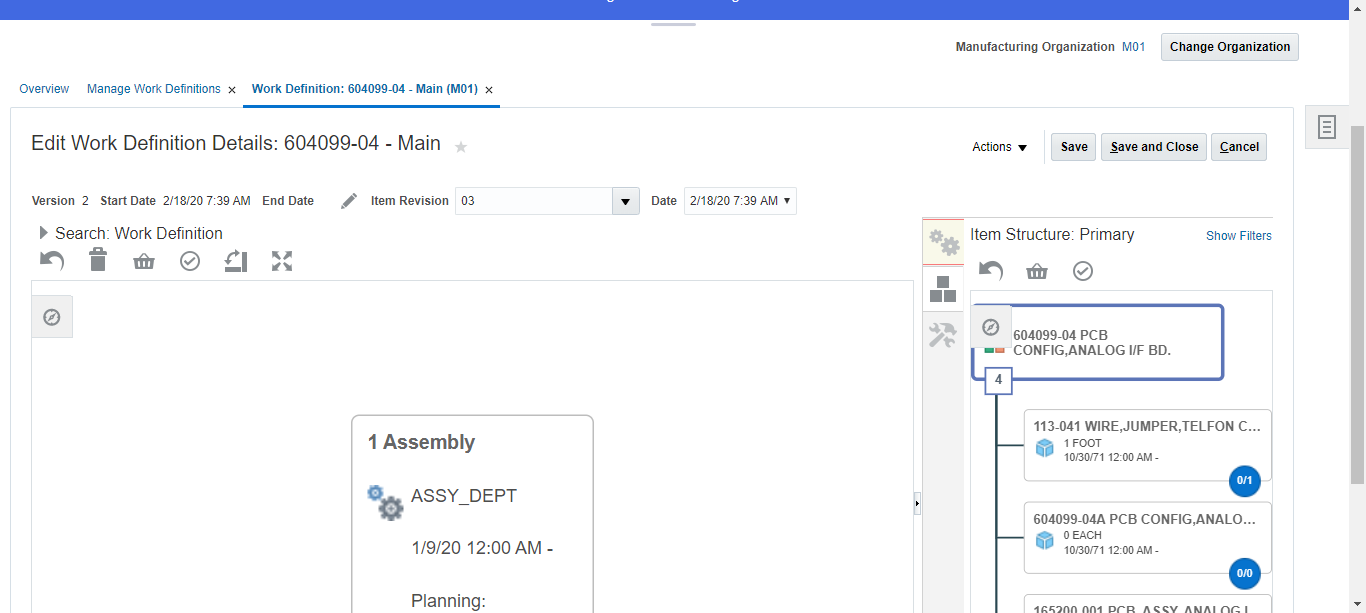 Manufacturing Organization M01 Change Organization
Overview Manage Work Definitions × Work Definition: 604099-04 - Main (M01) ×
Edit Work Definition Details: 604099-04 - Main
Actions Save Save and Close Cancel
Version 2 Start Date 2/18/20 7:39 AM End Date Item Revision 03 Date 2/18/20 7:39 AM
Search: Work Definition
1 Assembly
ASSY_DEPT
1/9/20 12:00 AM -
Planning:
Item Structure: Primary Show Filters
604099-04 PCB
CONFIG,ANALOG I/F BD.
4
113-041 WIRE,JUMPER,TELFON C...
1 FOOT
10/30/71 12:00 AM -
0/1
604099-04A PCB CONFIG,ANALO...
0 EACH
10/30/71 12:00 AM -
0/0
165200.001 PCB, ASSY, ANALOG I